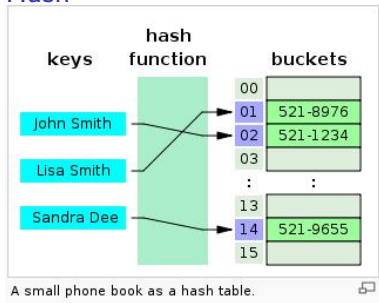 Hash
hash
keys function buckets
00
01 521-8976
John Smith
02 521-1234
03
Lisa Smith
: :
13
Sandra Dee
14 521-9655
15
A small phone book as a hash table.